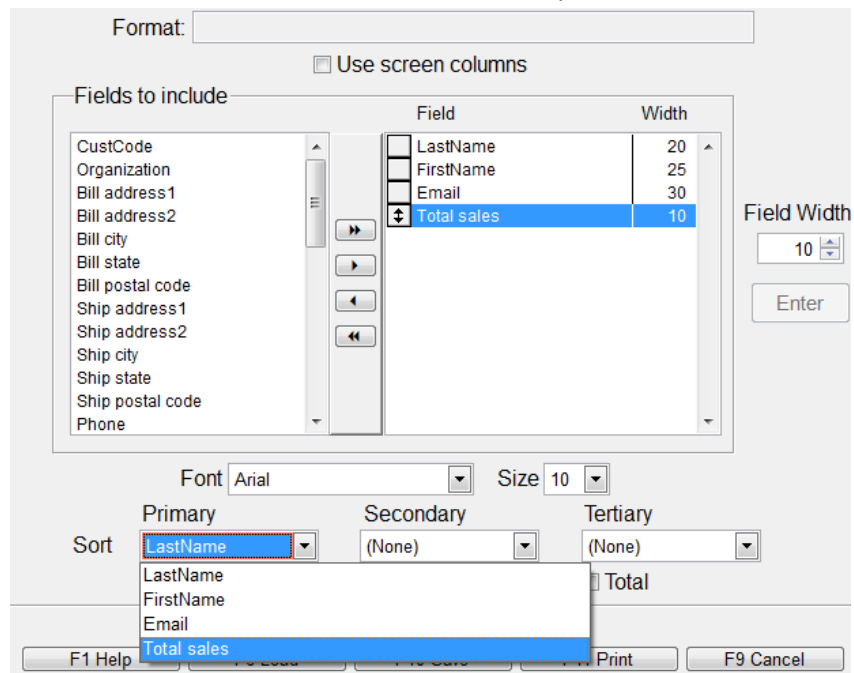 Format:
Use screen columns
Fields to include
Field Width
CustCode
Organization
Bill address1
Bill address2
Bill city
Bill state
Bill postal code
Ship address1
Ship address2
Ship city
Ship state
Ship postal code
Phone
LastName 20
FirstName 25
Email 30
Total sales 10
Field Width
10
Enter
Font Arial Size 10
Primary Secondary Tertiary
Sort LastName (None) (None)
LastName
FirstName
Email
Total sales
Total
F1 Help Print F9 Cancel